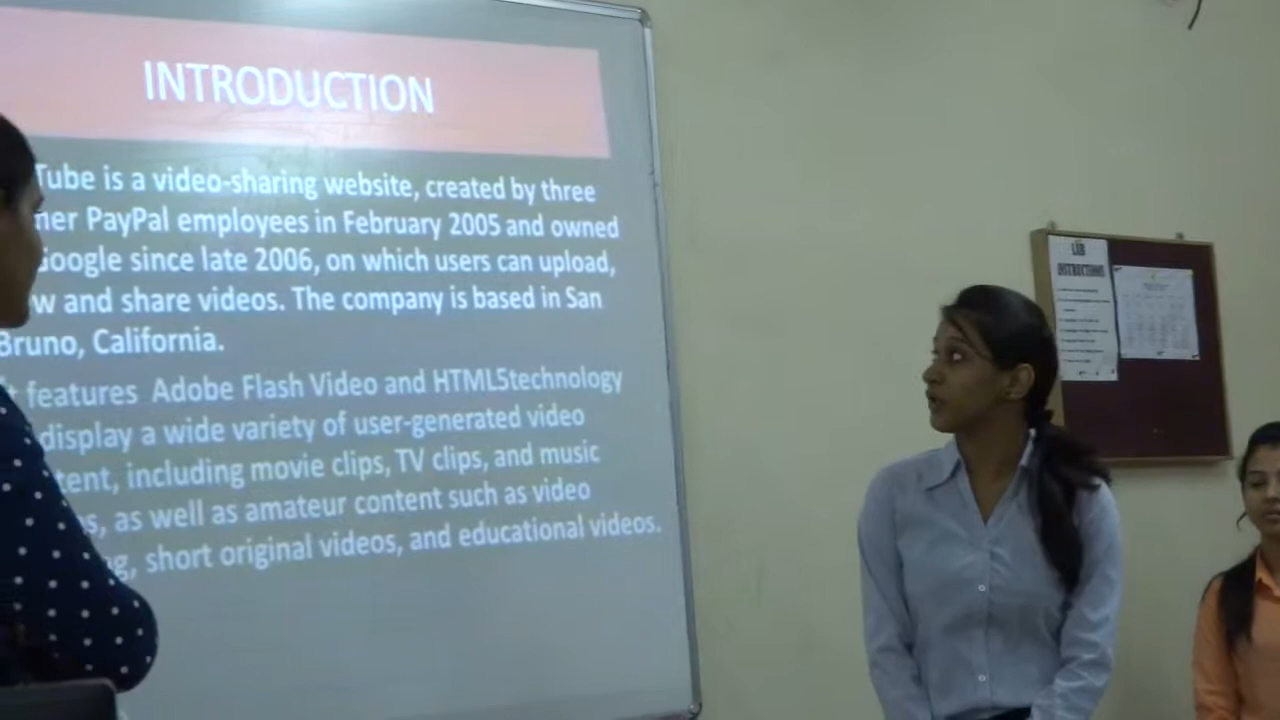 INTRODUCTION
Tube is a video-sharing website, created by three
mer PayPal employees in February 2005 and owned
Google since late 2006, on which users can upload,
w and share videos. The company is based in San
Bruno, California.
t features Adobe Flash Video and HTML5technology
display a wide variety of user-generated video
tent, including movie clips, TV clips, and music
s, as well as amateur content such as video
g, short original videos, and educational videos.
LAB
INSTRUCTIONS